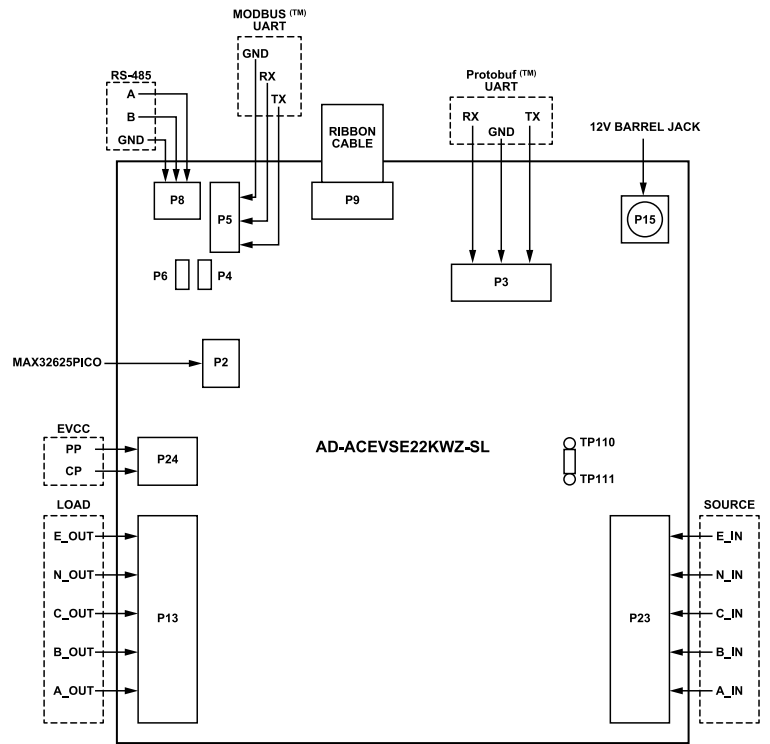 MODBUS (TM)
UART
GND
RX
TX
RS-485
A
B
GND
RIBBON
CABLE
Protobuf (TM)
UART
RX
GND
TX
12V BARREL JACK
P8
P5
P9
P15
P6
P4
P3
MAX32625PICO
P2
EVCC
PP
CP
P24
AD-ACEVSE22KWZ-SL
TP110
TP111
LOAD
E_OUT
N_OUT
C_OUT
B_OUT
A_OUT
P13
P23
SOURCE
E_IN
N_IN
C_IN
B_IN
A_IN